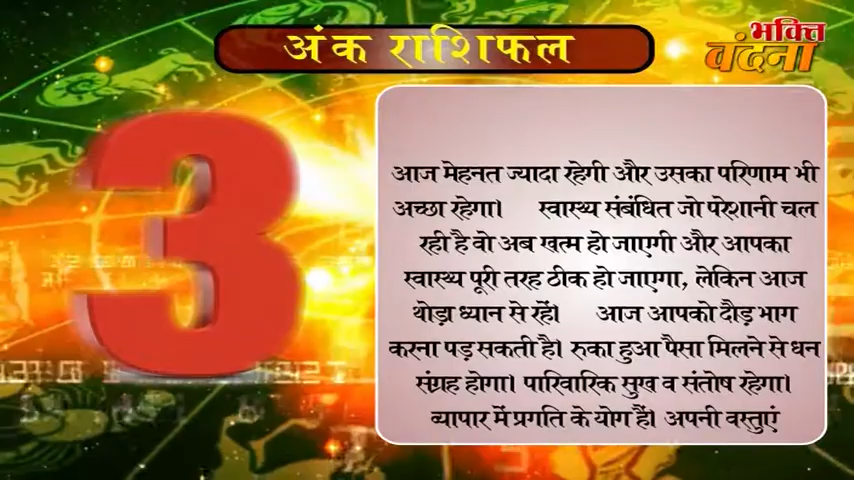 अंक राशिफल
भक्ति
वंदना
3
आज मेहनत ज्यादा रहेगी और उसका परिणाम भी
अच्छा रहेगा। स्वास्थ्य संबंधित जो परेशानी चल
रही है वो अब खत्म हो जाएगी और आपका
स्वास्थ्य पूरी तरह ठीक हो जाएगा, लेकिन आज
थोड़ा ध्यान से रहें। आज आपको दौड़ भाग
करना पड़ सकती है। रुका हुआ पैसा मिलने से धन
संग्रह होगा। पारिवारिक सुख व संतोष रहेगा।
व्यापार में प्रगति के योग हैं। अपनी वस्तुएं